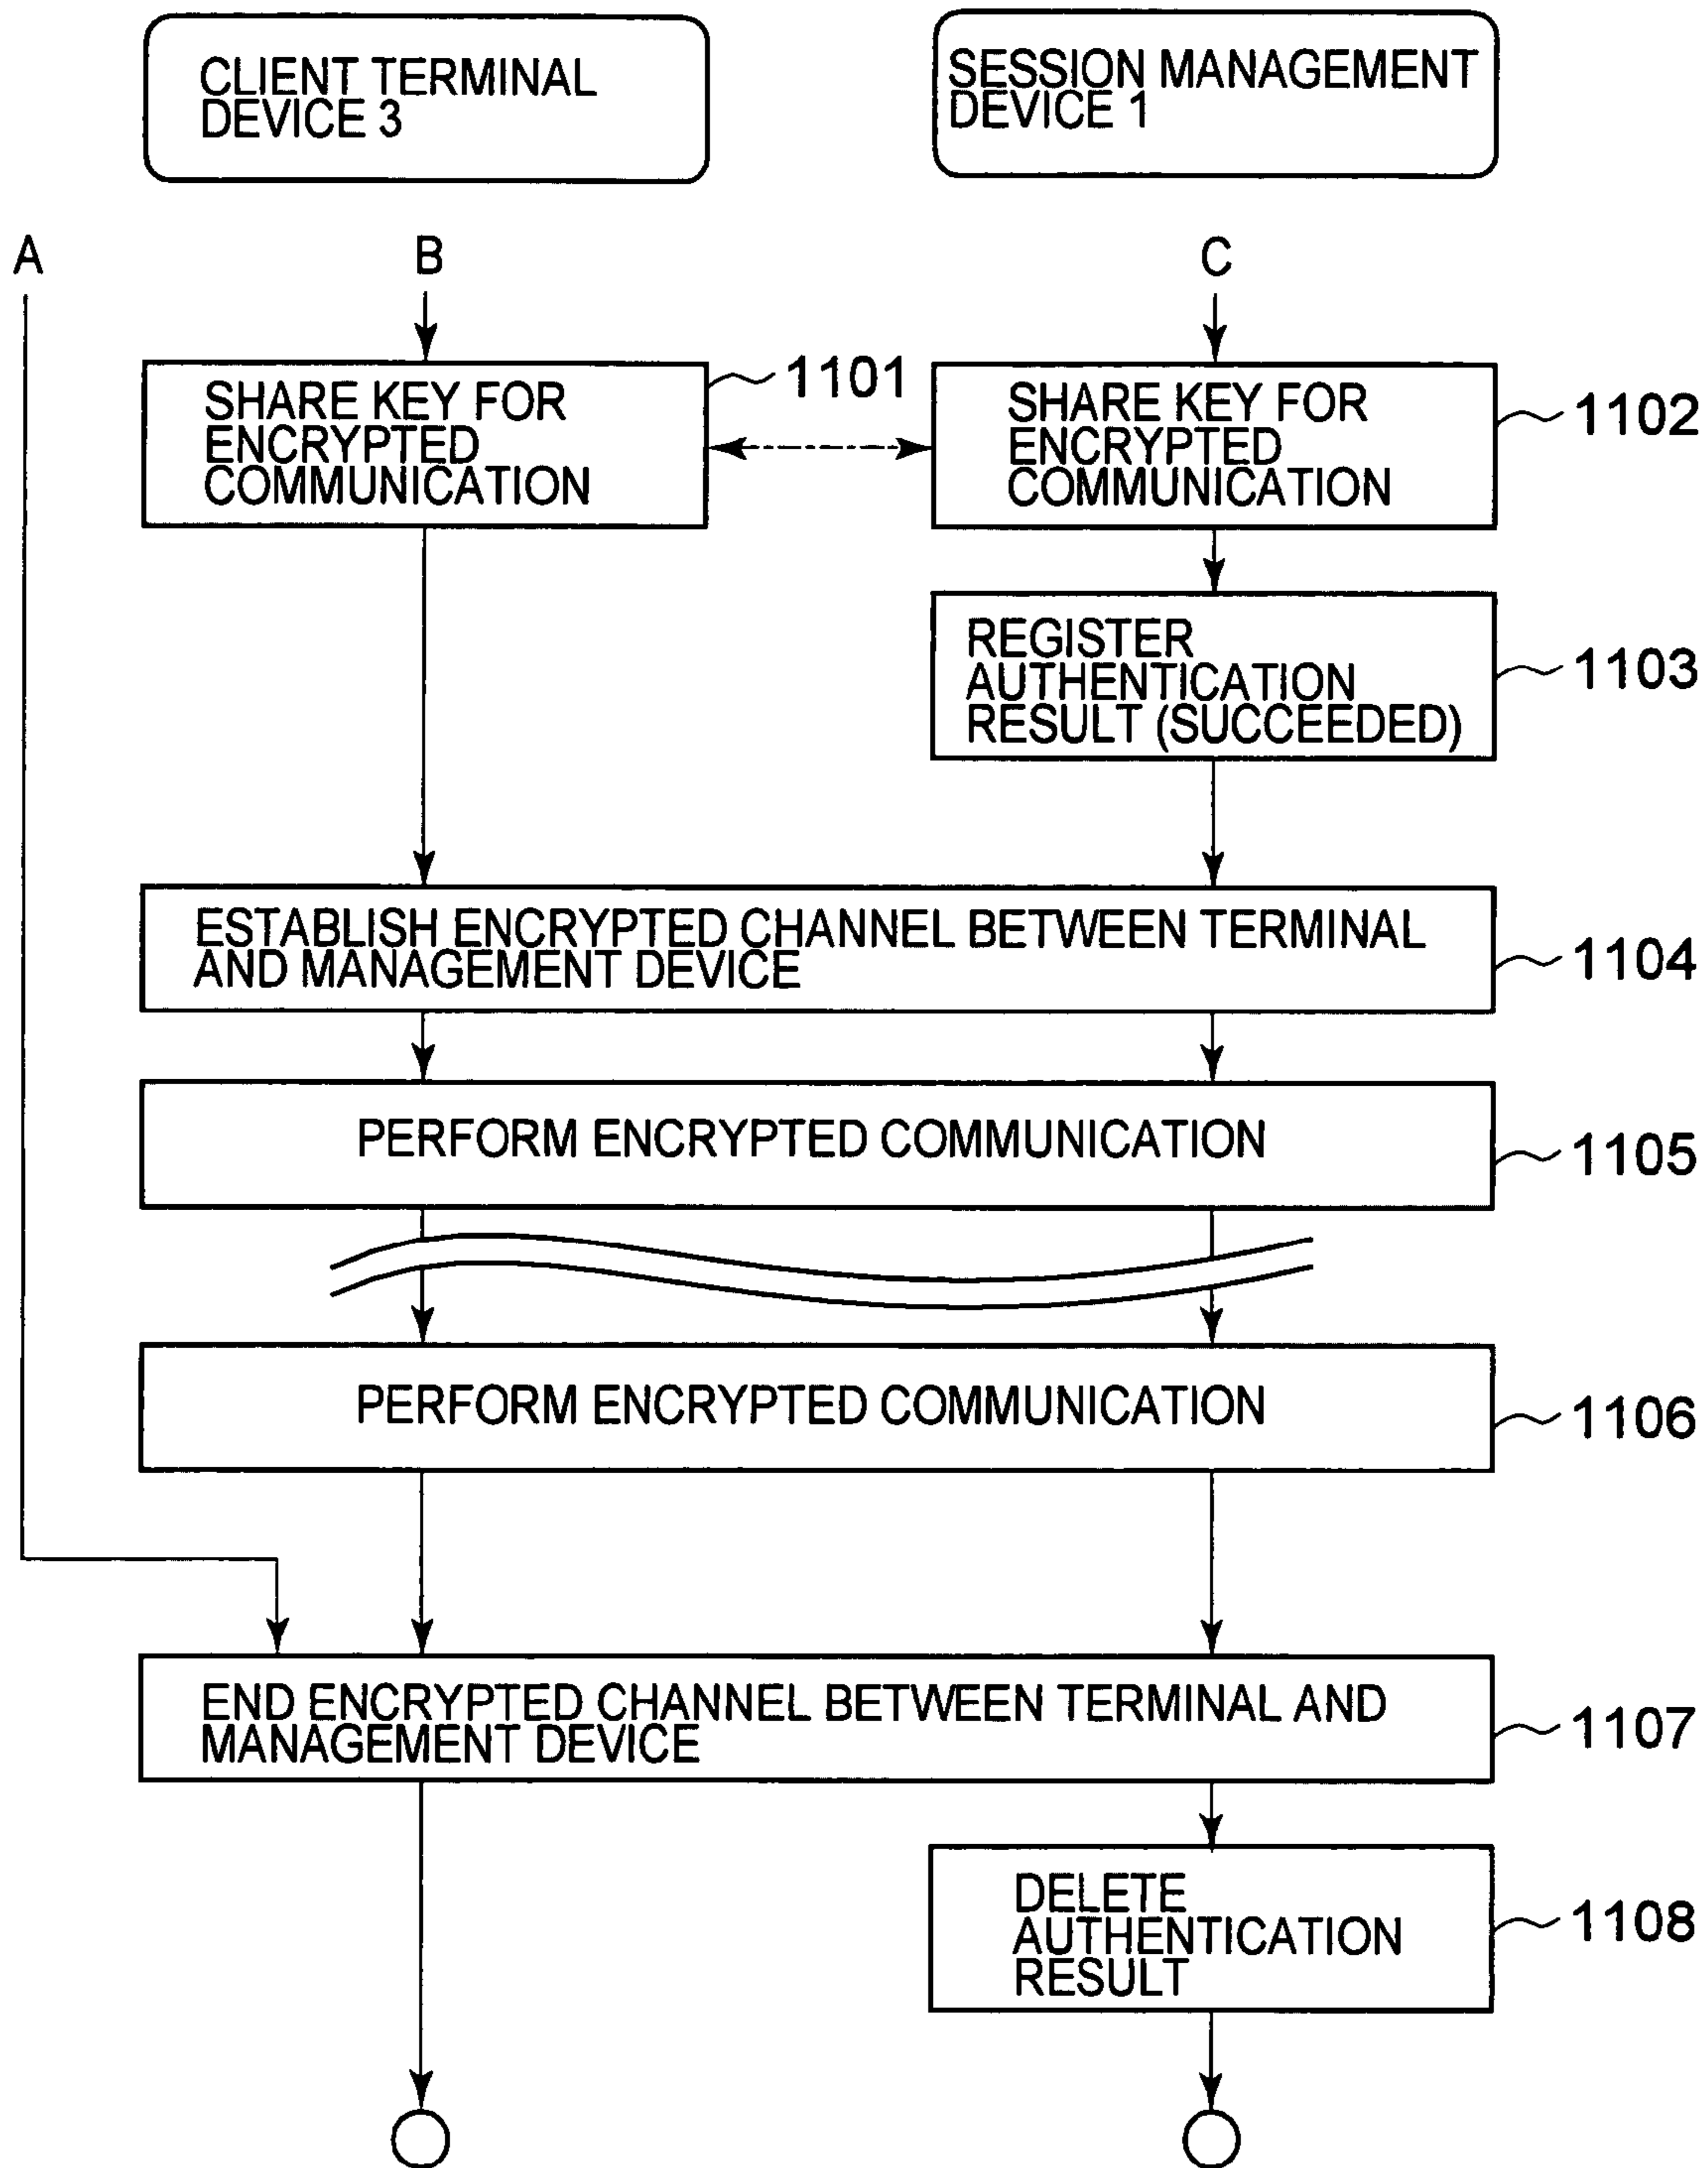 CLIENT TERMINAL
DEVICE 3
SESSION MANAGEMENT
DEVICE 1
A
B
C
SHARE KEY FOR
ENCRYPTED
COMMUNICATION
1101
SHARE KEY FOR
ENCRYPTED
COMMUNICATION
1102
REGISTER
AUTHENTICATION
RESULT (SUCCEEDED)
1103
ESTABLISH ENCRYPTED CHANNEL BETWEEN TERMINAL
AND MANAGEMENT DEVICE
1104
PERFORM ENCRYPTED COMMUNICATION
1105
PERFORM ENCRYPTED COMMUNICATION
1106
END ENCRYPTED CHANNEL BETWEEN TERMINAL AND
MANAGEMENT DEVICE
1107
DELETE
AUTHENTICATION
RESULT
1108